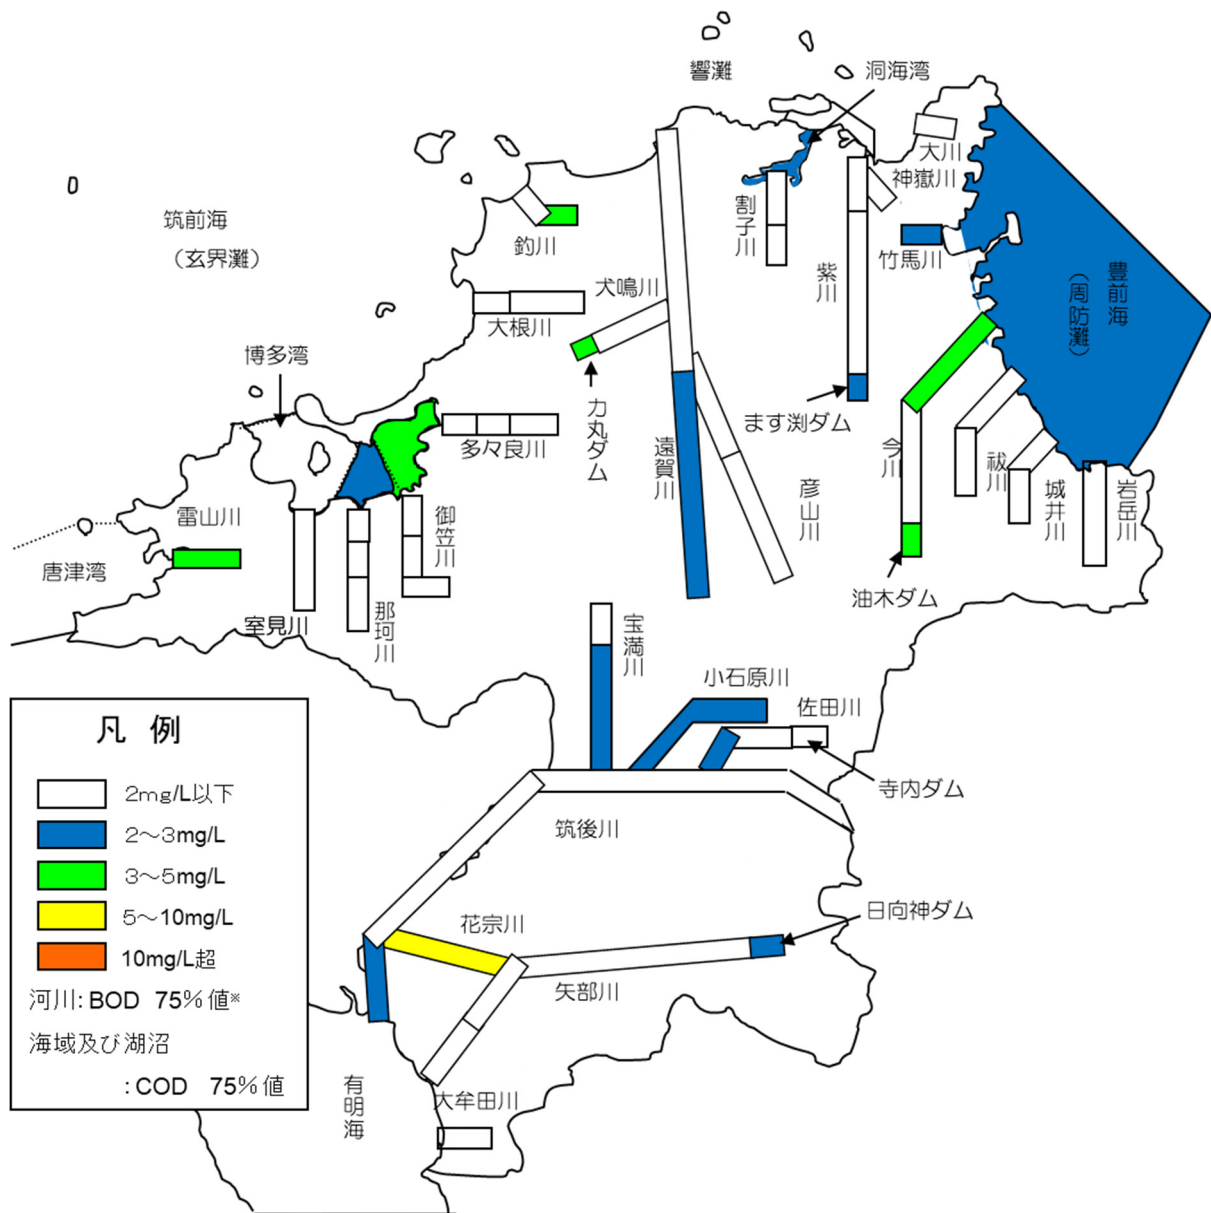 響灘
洞海湾
大川
神嶽川
筑前海
（玄界灘）
釣川
割子川
紫川
竹馬川
豊前海
（周防灘）
犬鳴川
大根川
博多湾
力丸ダム
ます渕ダム
多々良川
遠賀川
今川
祓川
城井川
岩岳川
彦山川
雷山川
御笠川
唐津湾
油木ダム
室見川
那珂川
宝満川
小石原川
佐田川
寺内ダム
筑後川
花宗川
日向神ダム
矢部川
有明海
大牟田川
凡 例
2mg/L以下
2～3mg/L
3～5mg/L
5～10mg/L
10mg/L超
河川：BOD 75%値※
海域及び湖沼
：COD 75%値